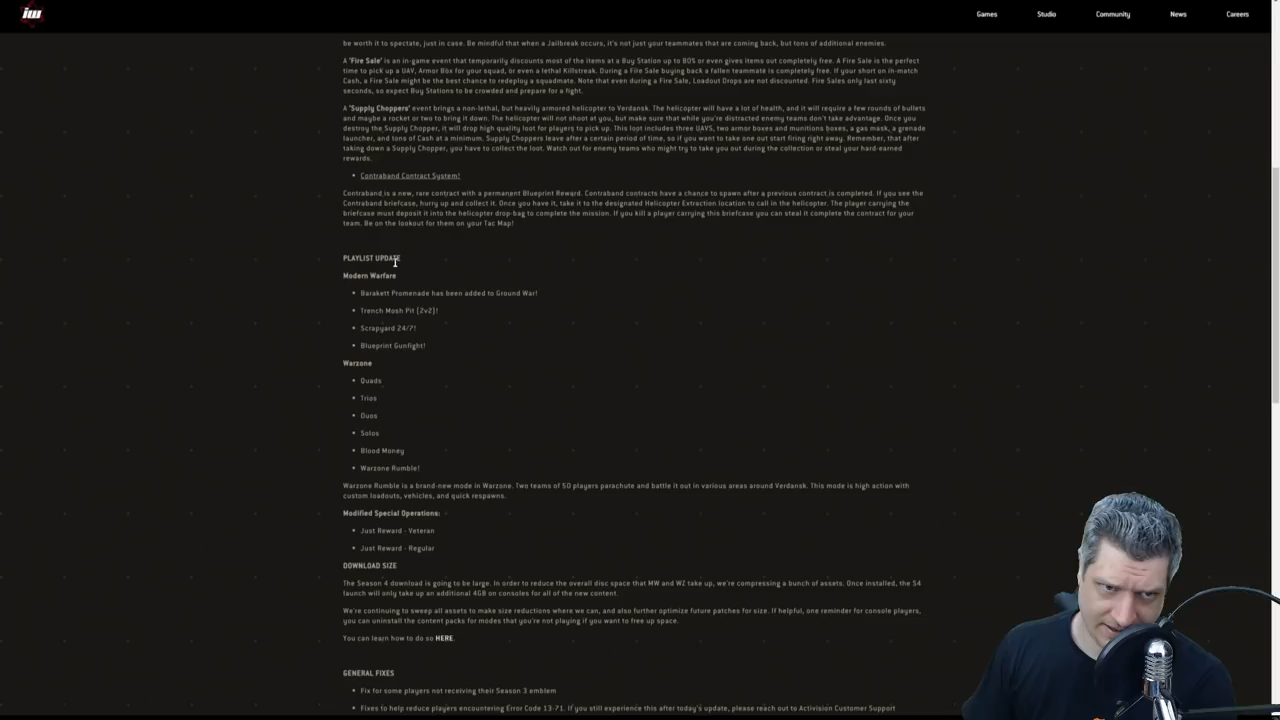 iw
Games
Studio
Community
News
Careers
be worth it to spectate, just in case. Be mindful that when a Jailbreak occurs, it's not just your teammates that are coming back, but tons of additional enemies.
A 'Fire Sale' is an in-game event that temporarily discounts most of the items at a Buy Station up to 80% or even gives items out completely free. A Fire Sale is the perfect
time to pick up a UAV, Armor Box for your squad, or even a lethal Killstreak. During a Fire Sale buying back a fallen teammate is completely free. If your short on in-match
Cash, a Fire Sale might be the best chance to redeploy a squadmate. Note that even during a Fire Sale, Loadout Drops are not discounted. Fire Sales only last sixty
seconds, so expect Buy Stations to be crowded and prepare for a fight.
A 'Supply Choppers' event brings a non-lethal, but heavily armored helicopter to Verdansk. The helicopter will have a lot of health, and it will require a few rounds of bullets
and maybe a rocket or two to bring it down. The helicopter will not shoot at you, but make sure that while you're distracted enemy teams don't take advantage. Once you
destroy the Supply Chopper, it will drop high quality loot for players to pick up. This loot includes three UAVS, two armor boxes and munitions boxes, a gas mask, a grenade
launcher, and tons of Cash at a minimum. Supply Choppers leave after a certain period of time, so if you want to take one out start firing right away. Remember, that after
taking down a Supply Chopper, you have to collect the loot. Watch out for enemy teams who might try to take you out during the collection or steal your hard-earned
rewards.
• Contraband Contract System!
Contraband is a new, rare contract with a permanent Blueprint Reward. Contraband contracts have a chance to spawn after a previous contract is completed. If you see the
Contraband briefcase, hurry up and collect it. Once you have it, take it to the designated Helicopter Extraction location to call in the helicopter. The player carrying the
briefcase must deposit it into the helicopter drop-bag to complete the mission. If you kill a player carrying this briefcase you can steal it complete the contract for your
team. Be on the lookout for them on your Tac Map!
PLAYLIST UPDATE
Modern Warfare
• Barakett Promenade has been added to Ground War!
• Trench Mosh Pit [2v2]!
• Scrapyard 24/7!
• Blueprint Gunfight!
Warzone
• Quads
• Trios
• Duos
• Solos
• Blood Money
• Warzone Rumble!
Warzone Rumble is a brand-new mode in Warzone. Two teams of 50 players parachute and battle it out in various areas around Verdansk. This mode is high action with
custom loadouts, vehicles, and quick respawns.
Modified Special Operations:
• Just Reward - Veteran
• Just Reward - Regular
DOWNLOAD SIZE
The Season 4 download is going to be large. In order to reduce the overall disc space that MW and WZ take up, we're compressing a bunch of assets. Once installed, the S4
launch will only take up an additional 4GB on consoles for all of the new content.
We're continuing to sweep all assets to make size reductions where we can, and also further optimize future patches for size. If helpful, one reminder for console players,
you can uninstall the content packs for modes that you're not playing if you want to free up space.
You can learn how to do so HERE.
GENERAL FIXES
• Fix for some players not receiving their Season 3 emblem
• Fixes to help reduce players encountering Error Code 13-71. If you still experience this after today's update, please reach out to Activision Customer Support